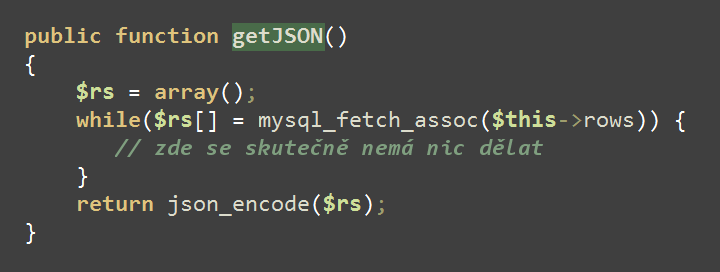 public function getJSON()
{
    $rs = array();
    while($rs[] = mysql_fetch_assoc($this->rows)) {
       // zde se skutečně nemá nic dělat
    }
    return json_encode($rs);
}